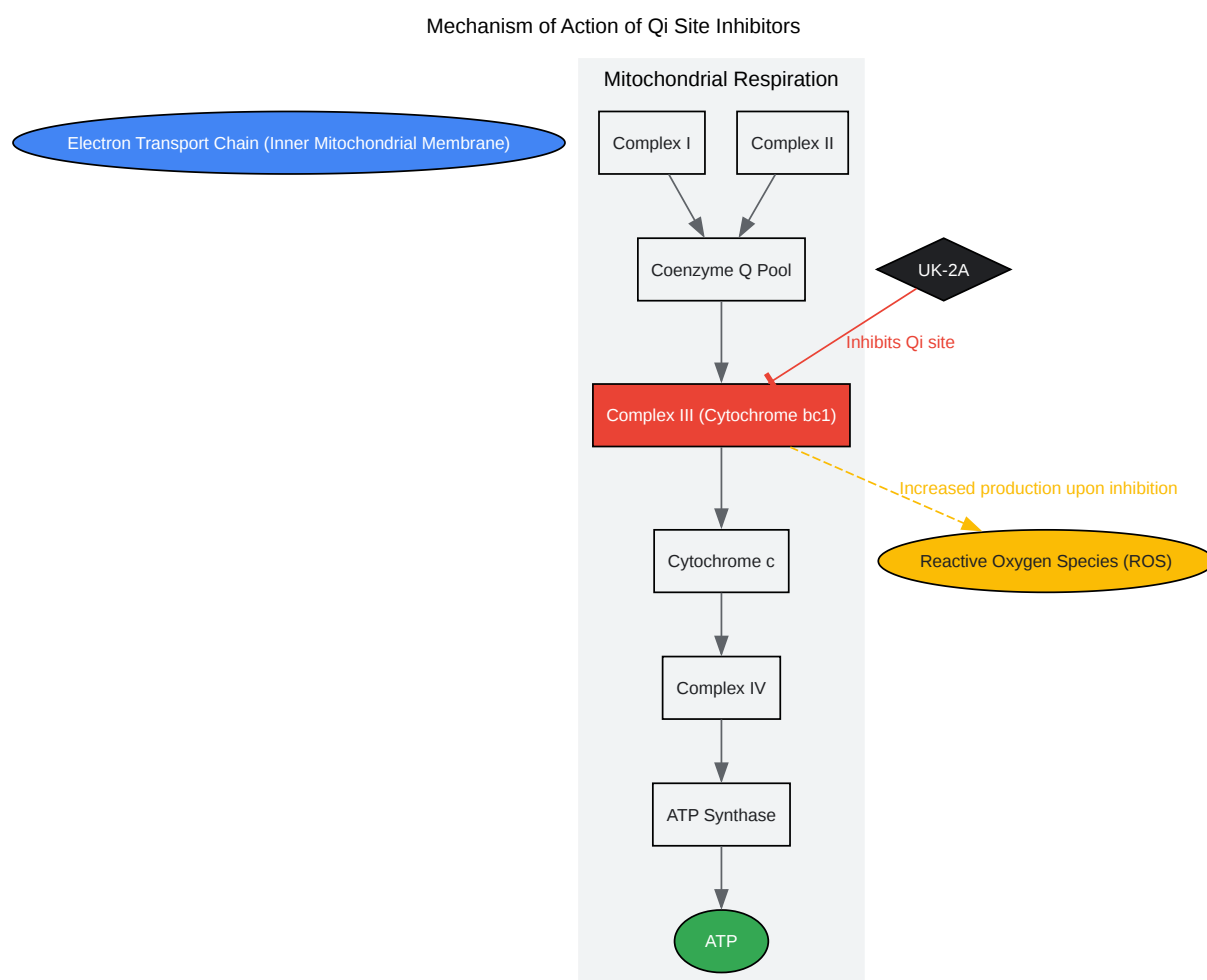 Mechanism of Action of Qi Site Inhibitors
Mitochondrial Respiration
Electron Transport Chain (Inner Mitochondrial Membrane)
Complex I
Complex II
Coenzyme Q Pool
UK-2A
Inhibits Qi site
Complex III (Cytochrome bc1)
Increased production upon inhibition
Cytochrome c
Reactive Oxygen Species (ROS)
Complex IV
ATP Synthase
ATP